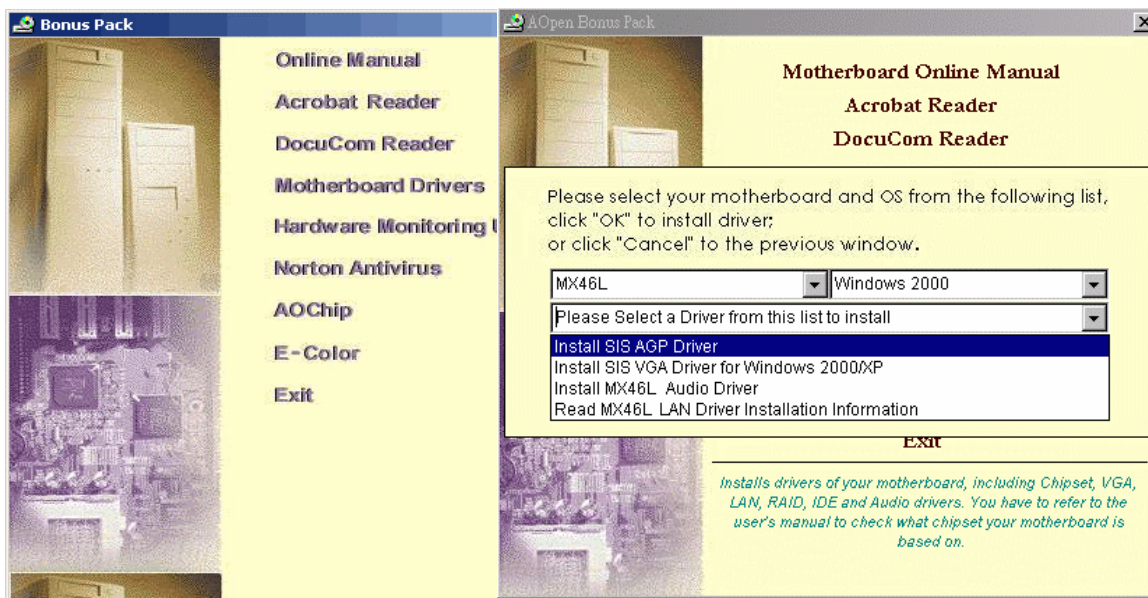 Bonus Pack
Online Manual
Acrobat Reader
DocuCom Reader
Motherboard Drivers
Hardware Monitoring
Norton Antivirus
AOChip
E-Color
Exit
AOpen Bonus Pack
Motherboard Online Manual
Acrobat Reader
DocuCom Reader
Please select your motherboard and OS from the following list,
click "OK" to install driver;
or click "Cancel" to the previous window.
MX46L
Windows 2000
Please Select a Driver from this list to install
Install SIS AGP Driver
Install SIS VGA Driver for Windows 2000/XP
Install MX46L Audio Driver
Read MX46L LAN Driver Installation Information
Exit
Installs drivers of your motherboard, including Chipset, VGA,
LAN, RAID, IDE and Audio drivers. You have to refer to the
user's manual to check what chipset your motherboard is
based on.